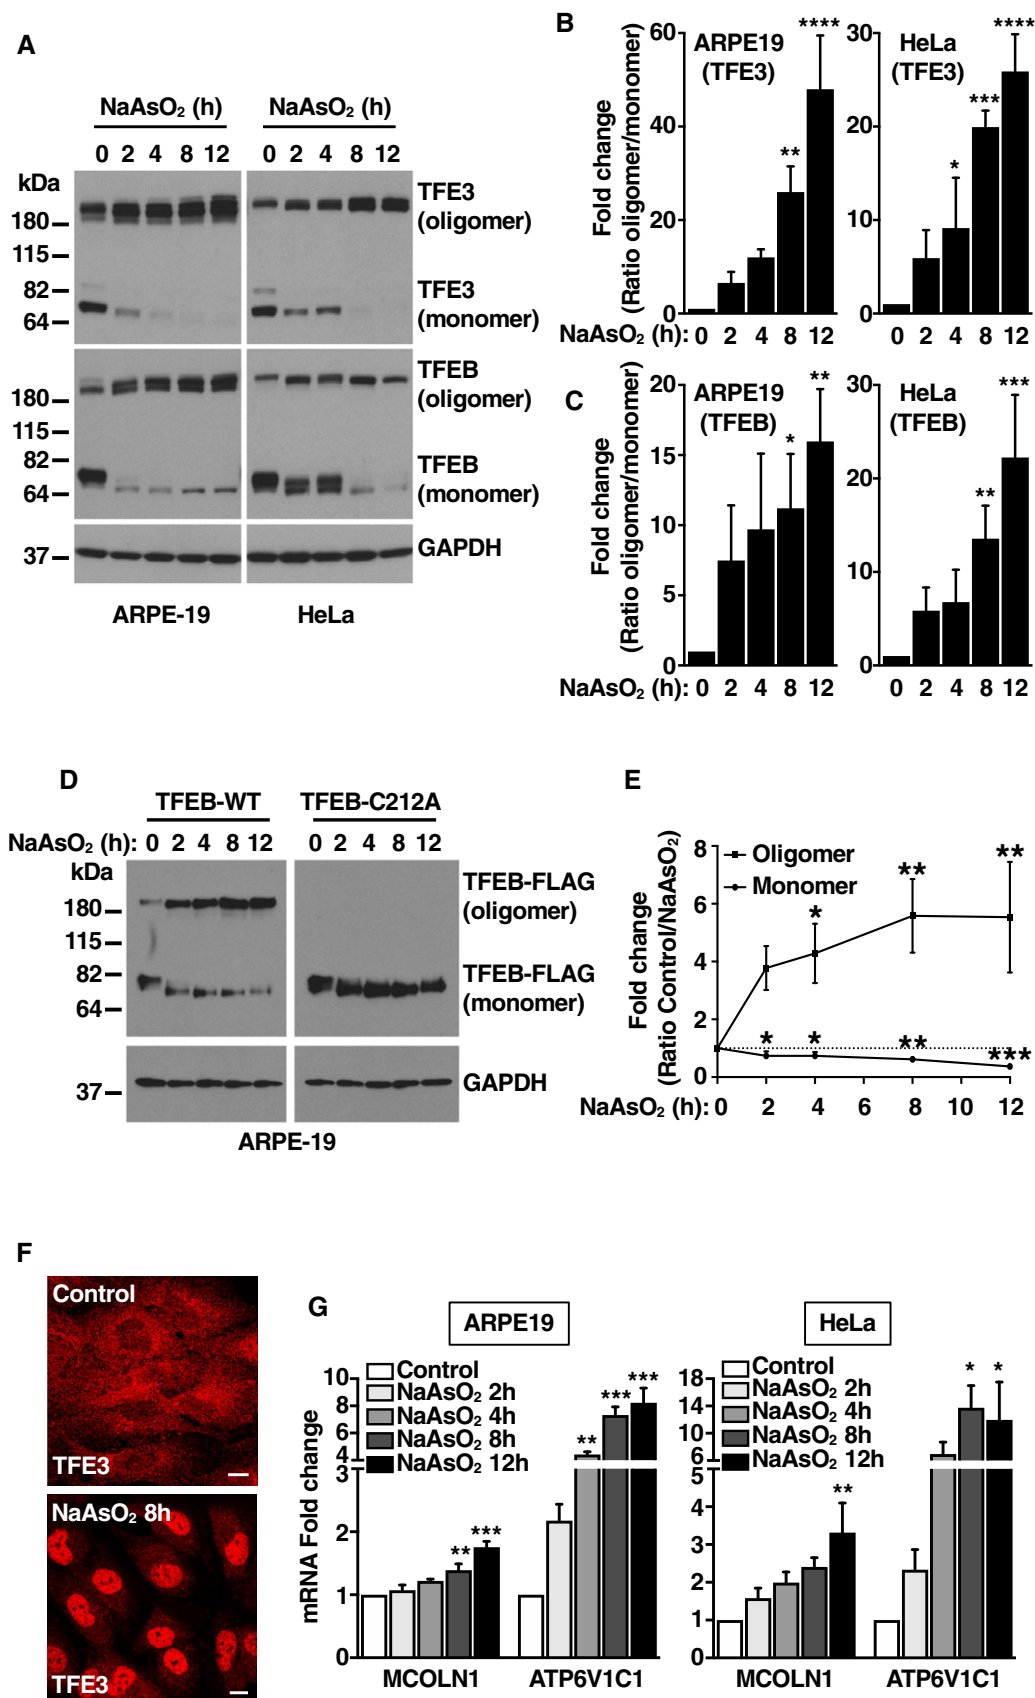 A
NaAsO₂ (h) NaAsO₂ (h)
0 2 4 8 12 0 2 4 8 12
kDa
180
115
82
64
TFE3
(oligomer)
TFE3
(monomer)
180
115
82
64
TFEB
(oligomer)
TFEB
(monomer)
37
GAPDH
ARPE-19 HeLa
B
Fold change
(Ratio oligomer/monomer)
60
40
20
0
ARPE19
(TFE3)
**
****
30
20
10
0
HeLa
(TFE3)
*
***
****
NaAsO₂ (h): 0 2 4 8 12 0 2 4 8 12
C
Fold change
(Ratio oligomer/monomer)
20
15
10
5
0
ARPE19
(TFEB)
*
**
30
20
10
0
HeLa
(TFEB)
**
***
NaAsO₂ (h): 0 2 4 8 12 0 2 4 8 12
D
TFEB-WT TFEB-C212A
NaAsO₂ (h): 0 2 4 8 12 0 2 4 8 12
kDa
180
115
82
64
TFEB-FLAG
(oligomer)
TFEB-FLAG
(monomer)
37
GAPDH
ARPE-19
E
Fold change
(Ratio Control/NaAsO₂)
8
6
4
2
1
0
Oligomer
Monomer
* ** **
* * ** ***
NaAsO₂ (h): 0 2 4 6 8 10 12
F
Control
TFE3
NaAsO₂ 8h
TFE3
G
ARPE19
mRNA Fold change
10
8
6
4
3
2
1
0
Control
NaAsO₂ 2h
NaAsO₂ 4h
NaAsO₂ 8h
NaAsO₂ 12h
** ***
** *** ***
MCOLN1 ATP6V1C1
HeLa
18
14
10
6
5
4
3
2
1
0
Control
NaAsO₂ 2h
NaAsO₂ 4h
NaAsO₂ 8h
NaAsO₂ 12h
**
* *
MCOLN1 ATP6V1C1